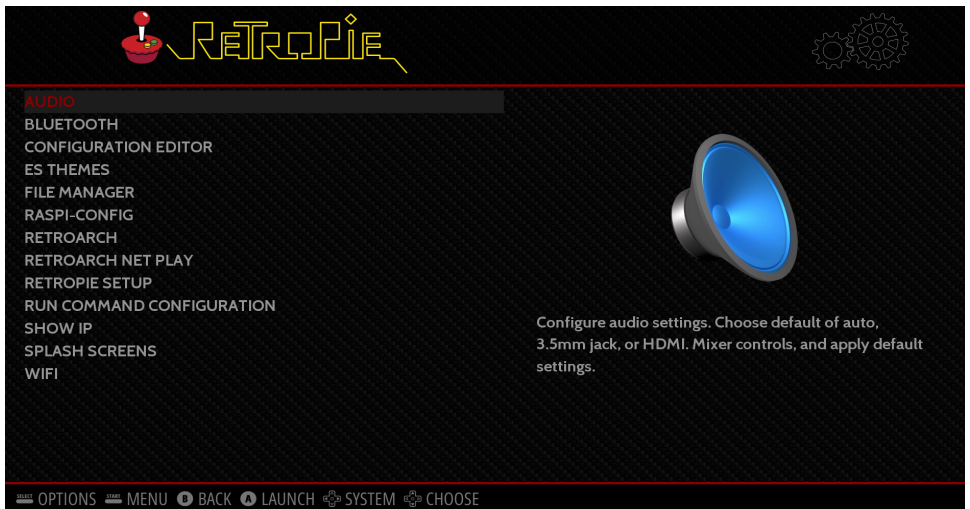 RETROPIE
AUDIO
BLUETOOTH
CONFIGURATION EDITOR
ES THEMES
FILE MANAGER
RASPI-CONFIG
RETROARCH
RETROARCH NET PLAY
RETROPIE SETUP
RUN COMMAND CONFIGURATION
SHOW IP
SPLASH SCREENS
WIFI
Configure audio settings. Choose default of auto,
3.5mm jack, or HDMI. Mixer controls, and apply default
settings.
SELECT OPTIONS START MENU B BACK A LAUNCH SYSTEM CHOOSE